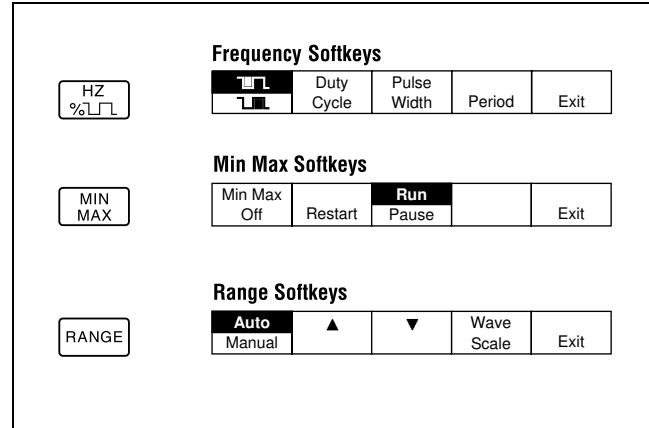 Frequency Softkeys
HZ
%
Duty Cycle
Pulse Width
Period
Exit
Min Max Softkeys
MIN
MAX
Min Max Off
Restart
Run
Pause
Exit
Range Softkeys
RANGE
Auto
Manual
▲
▼
Wave Scale
Exit